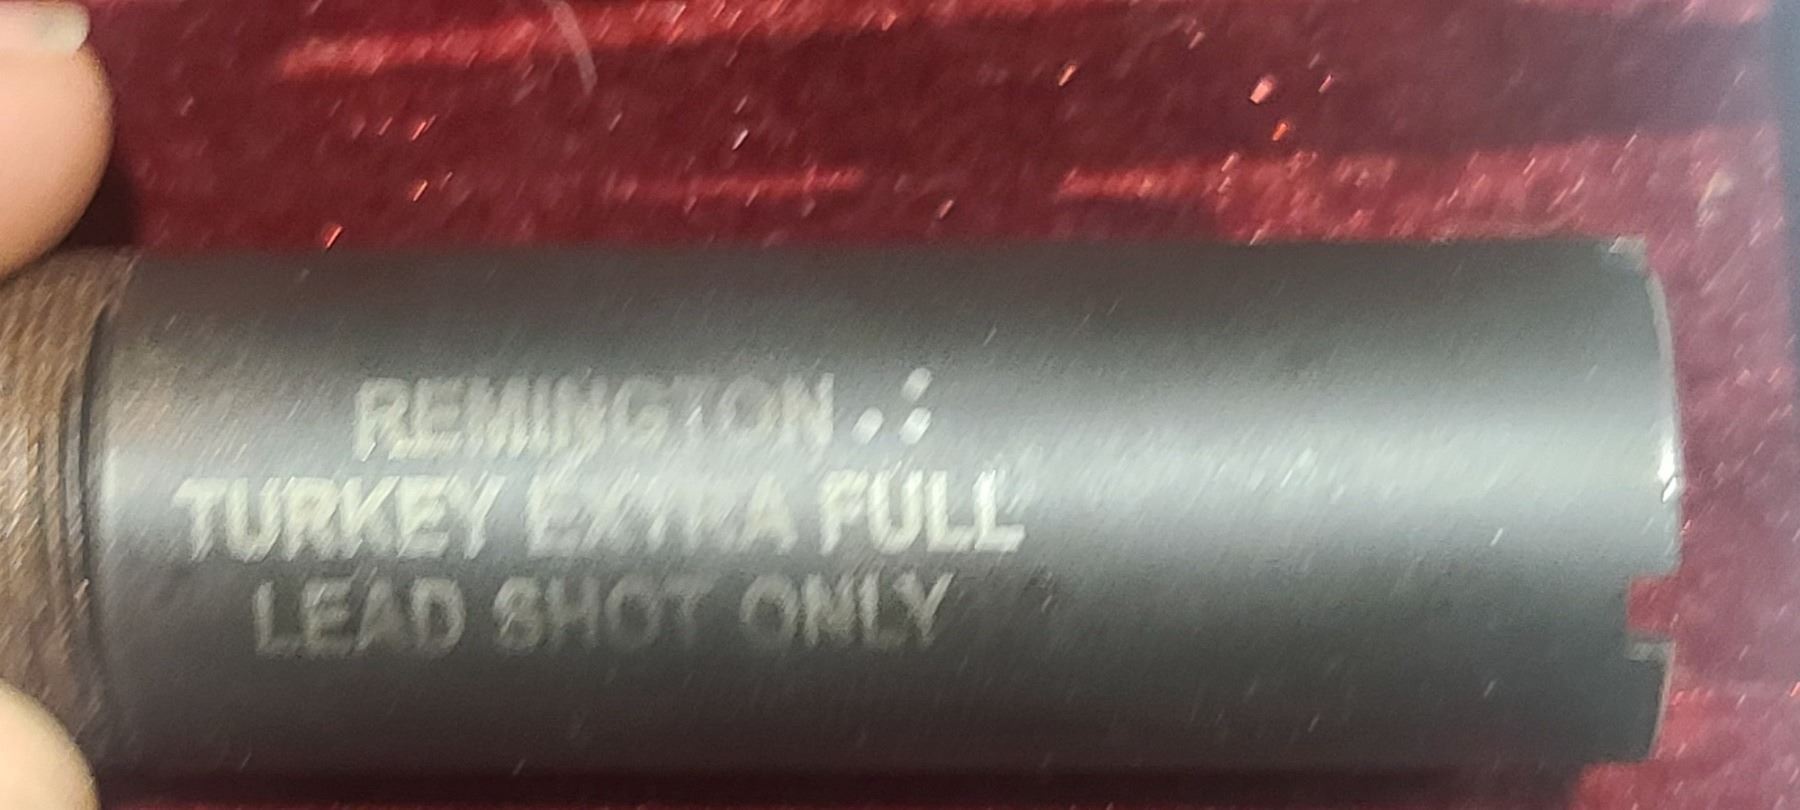 REMINGTON
TURKEY EXTRA FULL
LEAD SHOT ONLY